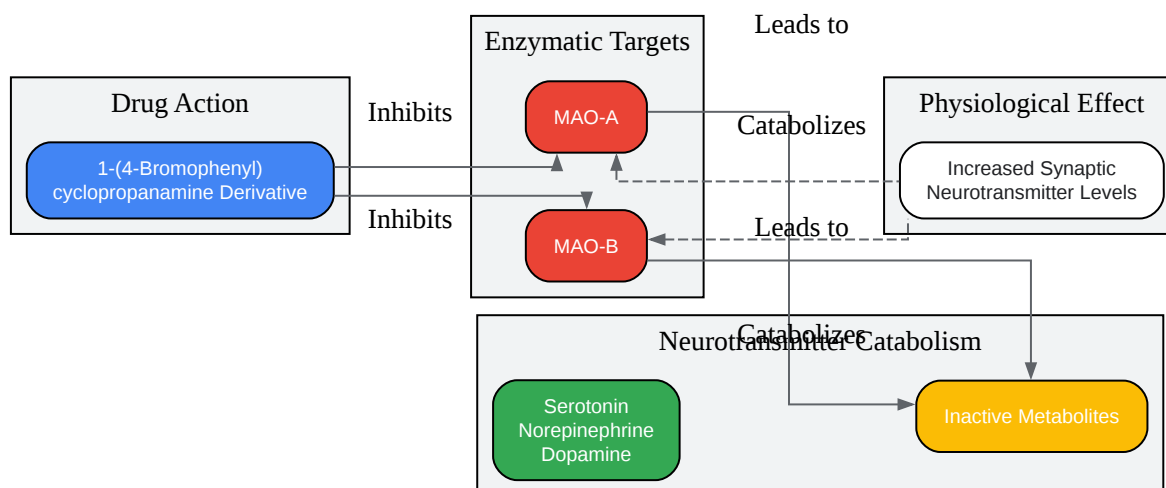 Leads to
Enzymatic Targets
Drug Action
Inhibits
MAO-A
Catabolizes
Physiological Effect
1-(4-Bromophenyl)
cyclopropanamine Derivative
Increased Synaptic
Neurotransmitter Levels
Inhibits
MAO-B
Leads to
Catabolizes
Neurotransmitter Catabolism
Serotonin
Norepinephrine
Dopamine
Inactive Metabolites